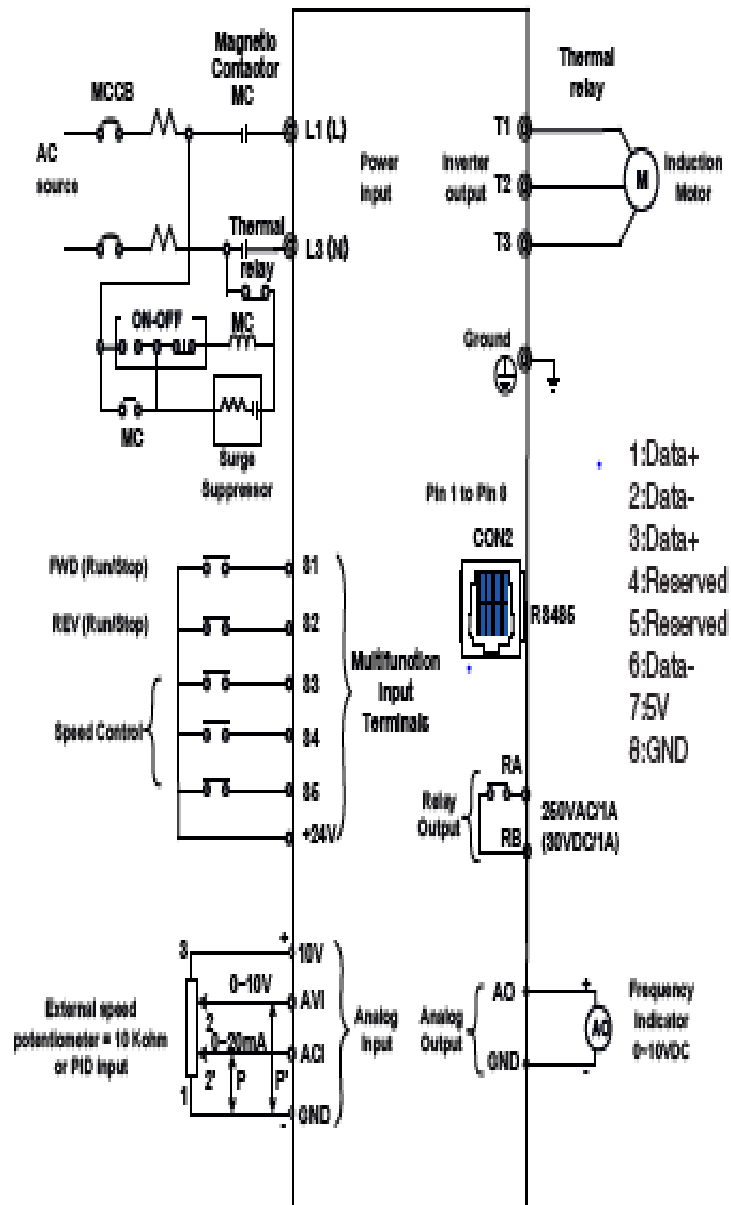 Magnetic
Contactor
MC
MCCB
AC
source
L1 (L)
Power
Input
L3 (N)
Thermal
relay
ON-OFF
MC
MC
Surge
Suppressor
Thermal
relay
T1
Inverter
output
T2
T3
M
Induction
Motor
Ground
Pin 1 to Pin 8
CON2
RS485
1:Data+
2:Data-
3:Data+
4:Reserved
5:Reserved
6:Data-
7:5V
8:GND
FWD (Run/Stop)
REV (Run/Stop)
Speed Control
S1
S2
S3
S4
S5
+24V
Multifunction
Input
Terminals
Relay
Output
RA
RB
250VAC/1A
(30VDC/1A)
External speed
potentiometer = 10 K ohm
or PID input
3
2
2'
1
0~10V
0~20mA
P
P'
+
10V
AVI
ACI
GND
-
Analog
Input
Analog
Output
AO
GND
+
AO
-
Frequency
Indicator
0~10VDC